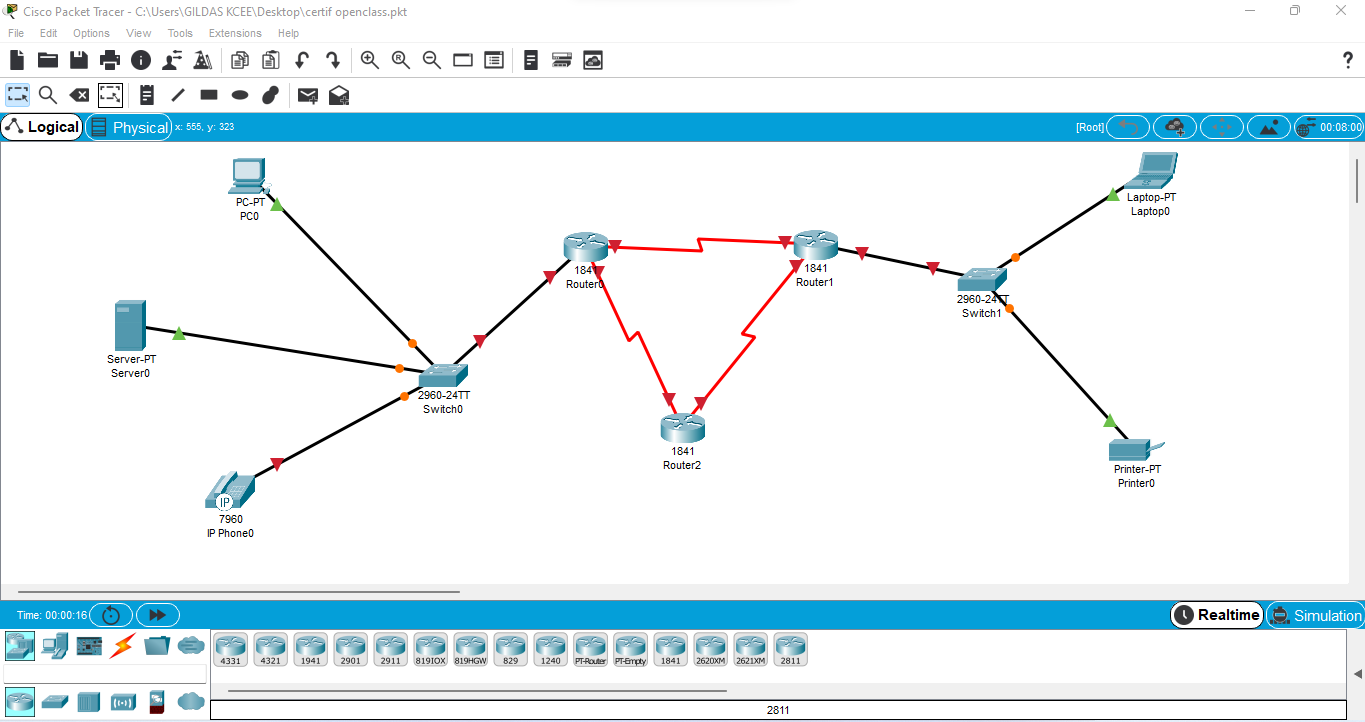 Cisco Packet Tracer - C:\Users\GILDAS KCEE\Desktop\certif openclass.pkt
File Edit Options View Tools Extensions Help
?
Logical Physical x: 555, y: 323 [Root] 00:08:00
PC-PT
PC0
Laptop-PT
Laptop0
1841
Router0
1841
Router1
2960-24TT
Switch1
Server-PT
Server0
2960-24TT
Switch0
1841
Router2
Printer-PT
Printer0
IP
7960
IP Phone0
Time: 00:00:16 Realtime Simulation
4331 4321 1941 2901 2911 819IOX 819HGW 829 1240 PT-Router PT-Empty 1841 2620XM 2621XM 2811
2811